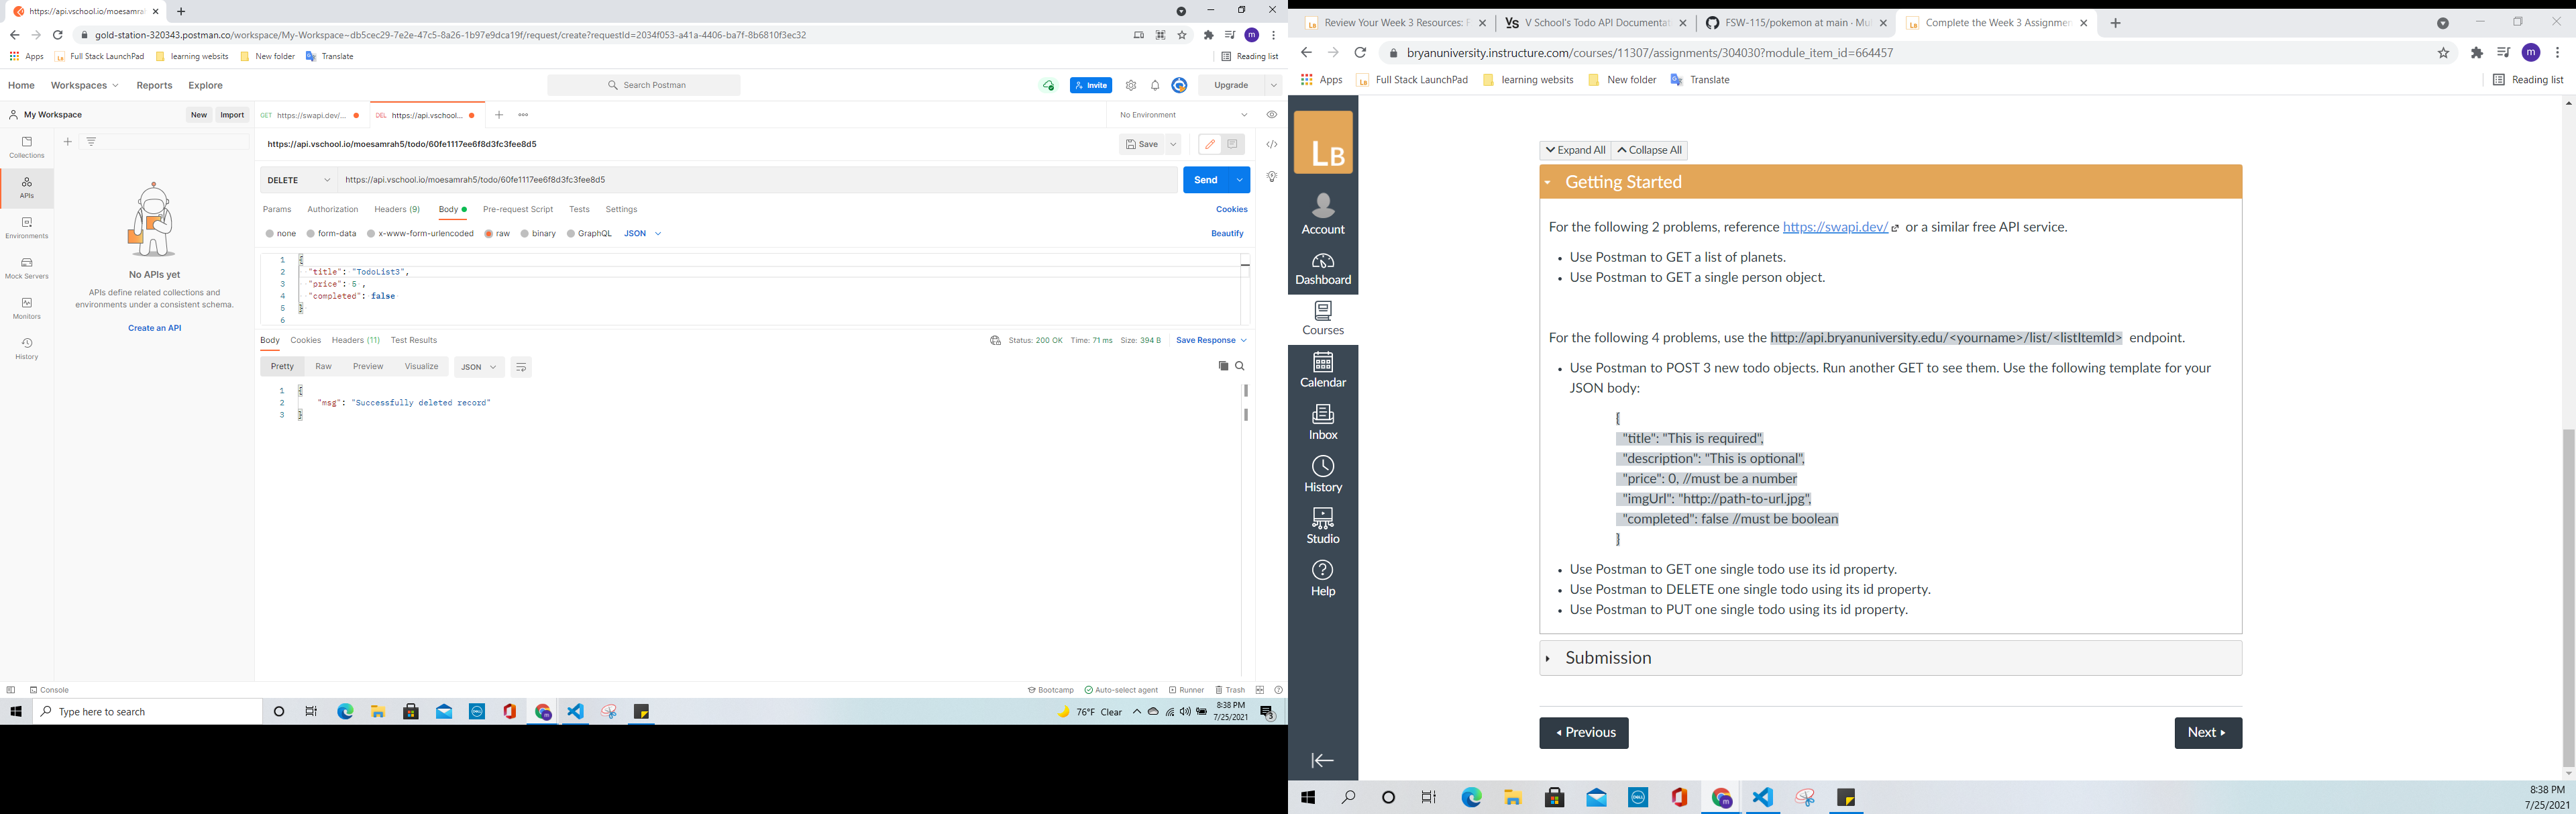 https://api.vschool.io/moesamrah
gold-station-320343.postman.co/workspace/My-Workspace~db5cec29-7e2e-47c5-8a26-1b97e9dca19f/request/create?requestId=2034f053-a41a-4406-ba7f-8b6810f3ec32
Apps Full Stack LaunchPad learning websits New folder Translate Reading list
Home Workspaces Reports Explore Search Postman Invite Upgrade
My Workspace New Import
GET https://swapi.dev/... DEL https://api.vschool... No Environment
Collections
APIs
Environments
Mock Servers
Monitors
History
No APIs yet
APIs define related collections and
environments under a consistent schema.
Create an API
https://api.vschool.io/moesamrah5/todo/60fe1117ee6f8d3fc3fee8d5 Save
DELETE https://api.vschool.io/moesamrah5/todo/60fe1117ee6f8d3fc3fee8d5 Send
Params Authorization Headers (9) Body Pre-request Script Tests Settings Cookies
none form-data x-www-form-urlencoded raw binary GraphQL JSON Beautify
1 {
2 "title": "TodoList3",
3 "price": 5 ,
4 "completed": false
5 }
6
Body Cookies Headers (11) Test Results Status: 200 OK Time: 71 ms Size: 394 B Save Response
Pretty Raw Preview Visualize JSON
1 {
2 "msg": "Successfully deleted record"
3 }
Console Bootcamp Auto-select agent Runner Trash
Type here to search 76°F Clear 8:38 PM
7/25/2021
3
Review Your Week 3 Resources: F V School's Todo API Documentat FSW-115/pokemon at main · Mul Complete the Week 3 Assignmen
bryanuniversity.instructure.com/courses/11307/assignments/304030?module_item_id=664457
Apps Full Stack LaunchPad learning websits New folder Translate Reading list
LB
Account
Dashboard
Courses
Calendar
Inbox
History
Studio
Help
Expand All Collapse All
Getting Started
For the following 2 problems, reference https://swapi.dev/ or a similar free API service.
• Use Postman to GET a list of planets.
• Use Postman to GET a single person object.
For the following 4 problems, use the http://api.bryanuniversity.edu/<yourname>/list/<listItemId> endpoint.
• Use Postman to POST 3 new todo objects. Run another GET to see them. Use the following template for your
JSON body:
{
"title": "This is required",
"description": "This is optional",
"price": 0, //must be a number
"imgUrl": "http://path-to-url.jpg",
"completed": false //must be boolean
}
• Use Postman to GET one single todo use its id property.
• Use Postman to DELETE one single todo using its id property.
• Use Postman to PUT one single todo using its id property.
Submission
Previous Next
8:38 PM
7/25/2021